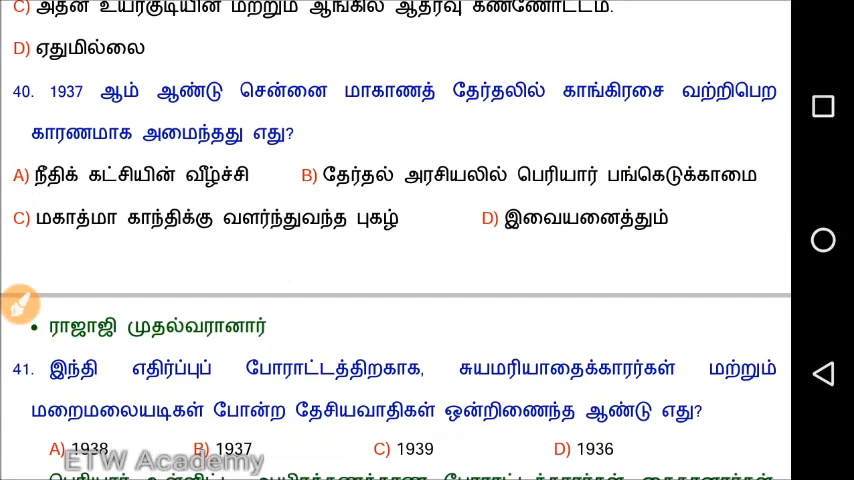 C) அதன் உயர்குடியின் மற்றும் ஆங்கில ஆதரவு கண்ணோட்டம்.
D) ஏதுமில்லை
40. 1937 ஆம் ஆண்டு சென்னை மாகாணத் தேர்தலில் காங்கிரசை வற்றிபெற
காரணமாக அமைந்தது எது?
A) நீதிக் கட்சியின் வீழ்ச்சி B) தேர்தல் அரசியலில் பெரியார் பங்கெடுக்காமை
C) மகாத்மா காந்திக்கு வளர்ந்துவந்த புகழ் D) இவையனைத்தும்
• ராஜாஜி முதல்வரானார்
41. இந்தி எதிர்ப்புப் போராட்டத்திறகாக, சுயமரியாதைக்காரர்கள் மற்றும்
மறைமலையடிகள் போன்ற தேசியவாதிகள் ஒன்றிணைந்த ஆண்டு எது?
A) 1938 B) 1937 C) 1939 D) 1936
ETW Academy